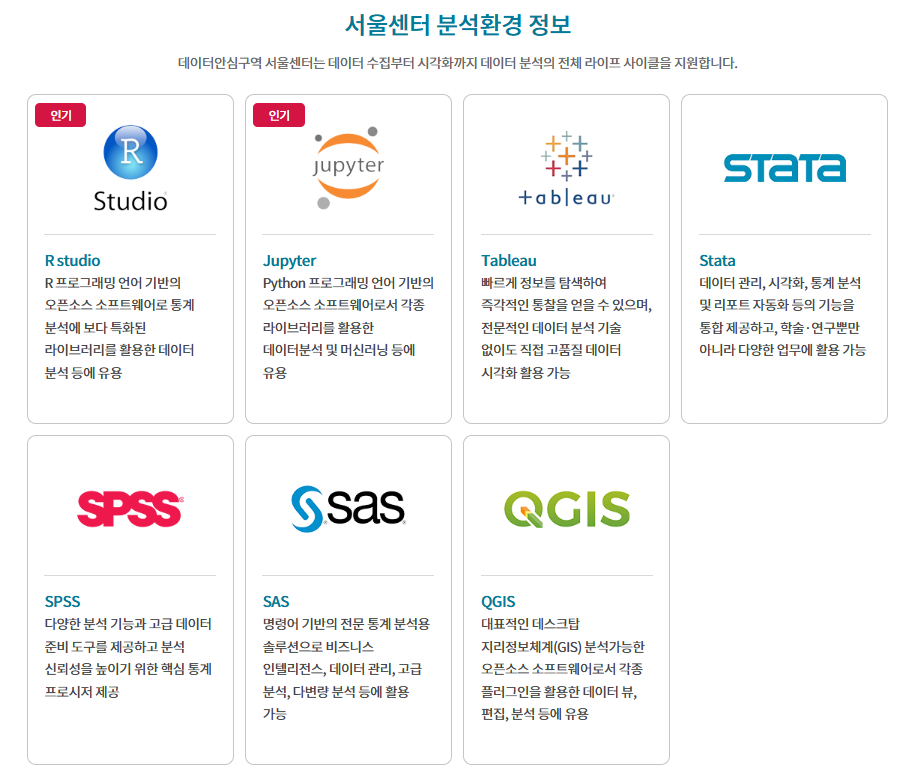 서울센터 분석환경 정보
데이터안심구역 서울센터는 데이터 수집부터 시각화까지 데이터 분석의 전체 라이프 사이클을 지원합니다.
인기
R
Studio
R studio
R 프로그래밍 언어 기반의
오픈소스 소프트웨어로 통계
분석에 보다 특화된
라이브러리를 활용한 데이터
분석 등에 유용
인기
jupyter
Jupyter
Python 프로그래밍 언어 기반의
오픈소스 소프트웨어로서 각종
라이브러리를 활용한
데이터분석 및 머신러닝 등에
유용
+ableau
Tableau
빠르게 정보를 탐색하여
즉각적인 통찰을 얻을 수 있으며,
전문적인 데이터 분석 기술
없이도 직접 고품질 데이터
시각화 활용 가능
STATA
Stata
데이터 관리, 시각화, 통계 분석
및 리포트 자동화 등의 기능을
통합 제공하고, 학술·연구뿐만
아니라 다양한 업무에 활용 가능
SPSS®
SPSS
다양한 분석 기능과 고급 데이터
준비 도구를 제공하고 분석
신뢰성을 높이기 위한 핵심 통계
프로시저 제공
sas
SAS
명령어 기반의 전문 통계 분석용
솔루션으로 비즈니스
인텔리전스, 데이터 관리, 고급
분석, 다변량 분석 등에 활용
가능
QGIS
QGIS
대표적인 데스크탑
지리정보체계(GIS) 분석가능한
오픈소스 소프트웨어로서 각종
플러그인을 활용한 데이터 뷰,
편집, 분석 등에 유용